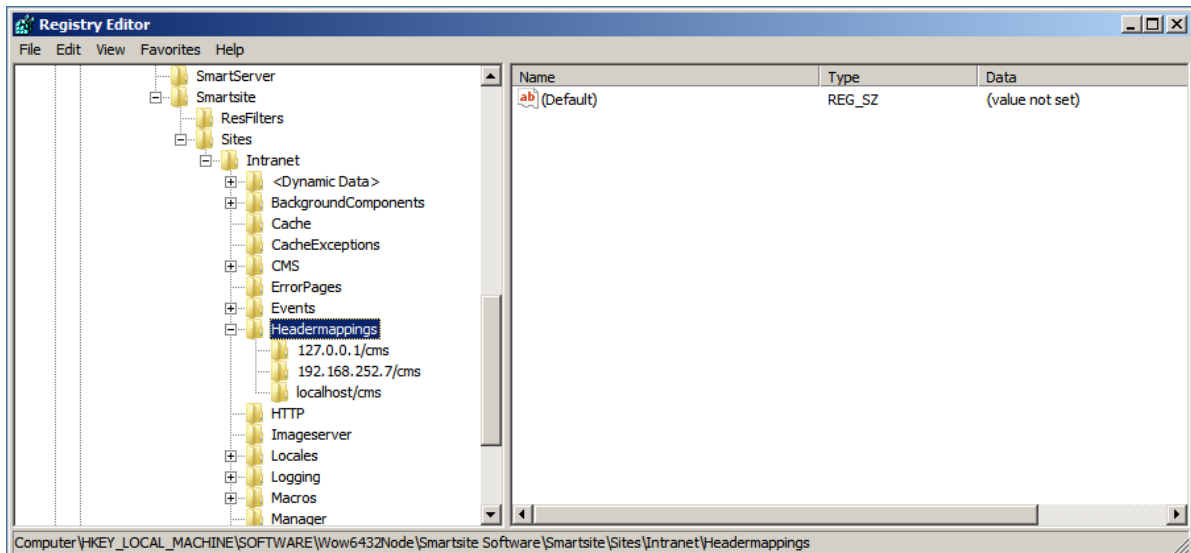 Registry Editor
File Edit View Favorites Help
SmartServer
Smartsite
ResFilters
Sites
Intranet
<Dynamic Data>
BackgroundComponents
Cache
CacheExceptions
CMS
ErrorPages
Events
Headermappings
127.0.0.1/cms
192.168.252.7/cms
localhost/cms
HTTP
Imageserver
Locales
Logging
Macros
Manager
Name Type Data
ab (Default) REG_SZ (value not set)
Computer\HKEY_LOCAL_MACHINE\SOFTWARE\Wow6432Node\Smartsite Software\Smartsite\Sites\Intranet\Headermappings